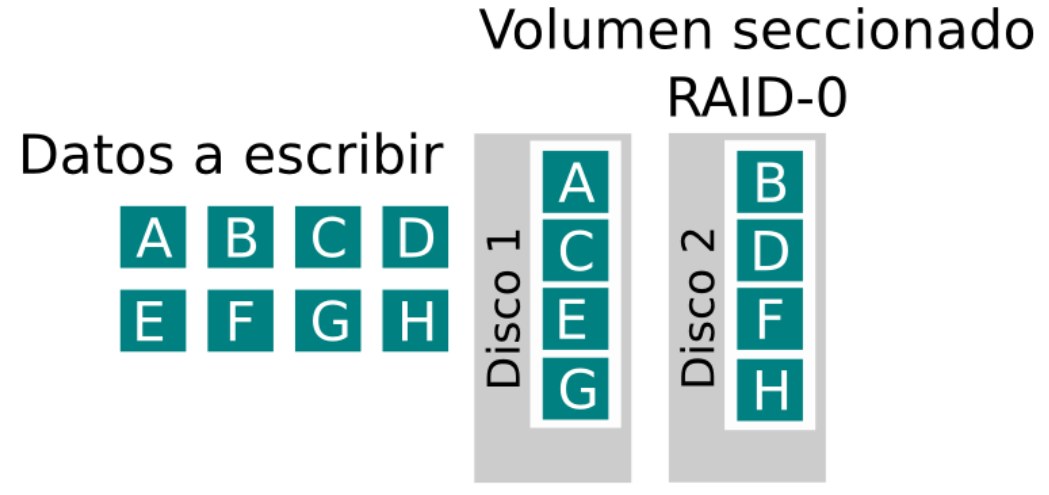 Volumen seccionado
RAID-0
Datos a escribir
A B C D
E F G H
Disco 1
A
C
E
G
Disco 2
B
D
F
H